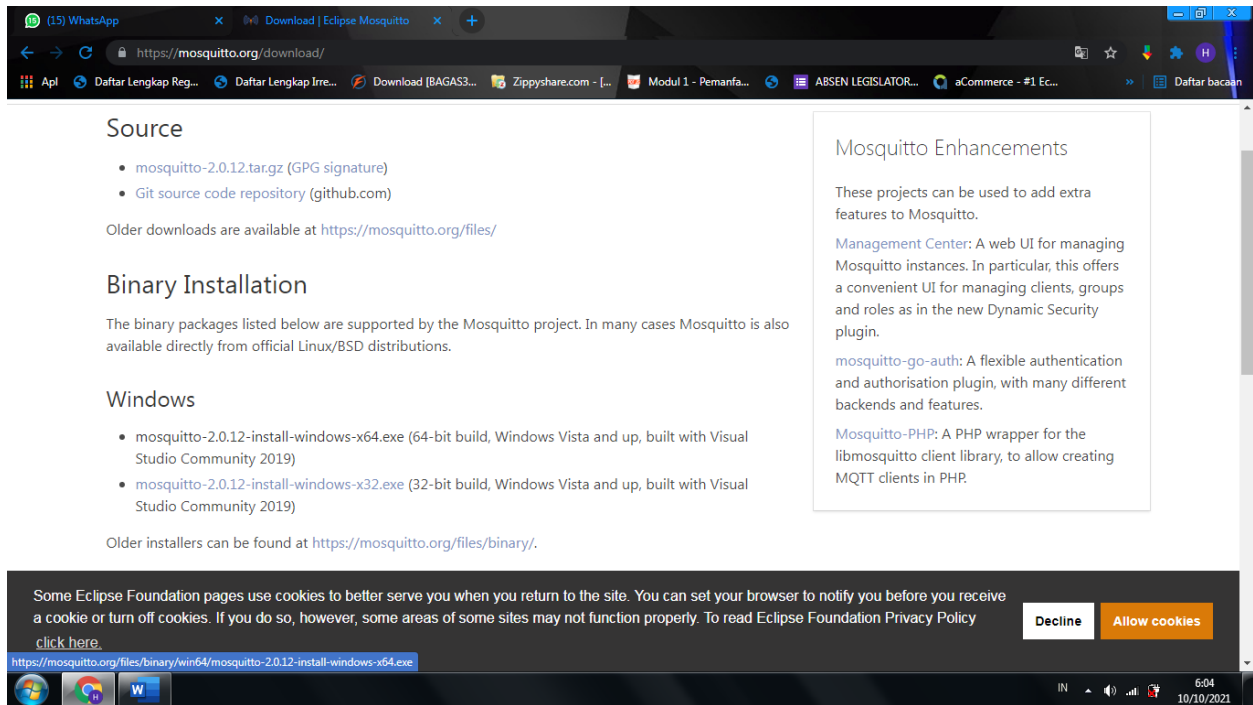 (15) WhatsApp
Download | Eclipse Mosquitto
https://mosquitto.org/download/
H
Apl
Daftar Lengkap Reg...
Daftar Lengkap Irre...
Download [BAGAS3...
Zippyshare.com - [...
Modul 1 - Pemanfa...
ABSEN LEGISLATOR...
aCommerce - #1 Ec...
»
Daftar bacaan
Source
• mosquitto-2.0.12.tar.gz (GPG signature)
• Git source code repository (github.com)
Older downloads are available at https://mosquitto.org/files/
Binary Installation
The binary packages listed below are supported by the Mosquitto project. In many cases Mosquitto is also
available directly from official Linux/BSD distributions.
Windows
• mosquitto-2.0.12-install-windows-x64.exe (64-bit build, Windows Vista and up, built with Visual
Studio Community 2019)
• mosquitto-2.0.12-install-windows-x32.exe (32-bit build, Windows Vista and up, built with Visual
Studio Community 2019)
Older installers can be found at https://mosquitto.org/files/binary/.
Mosquitto Enhancements
These projects can be used to add extra
features to Mosquitto.
Management Center: A web UI for managing
Mosquitto instances. In particular, this offers
a convenient UI for managing clients, groups
and roles as in the new Dynamic Security
plugin.
mosquitto-go-auth: A flexible authentication
and authorisation plugin, with many different
backends and features.
Mosquitto-PHP: A PHP wrapper for the
libmosquitto client library, to allow creating
MQTT clients in PHP.
Some Eclipse Foundation pages use cookies to better serve you when you return to the site. You can set your browser to notify you before you receive
a cookie or turn off cookies. If you do so, however, some areas of some sites may not function properly. To read Eclipse Foundation Privacy Policy
click here.
Decline
Allow cookies
https://mosquitto.org/files/binary/win64/mosquitto-2.0.12-install-windows-x64.exe
H
W
IN
6:04
10/10/2021